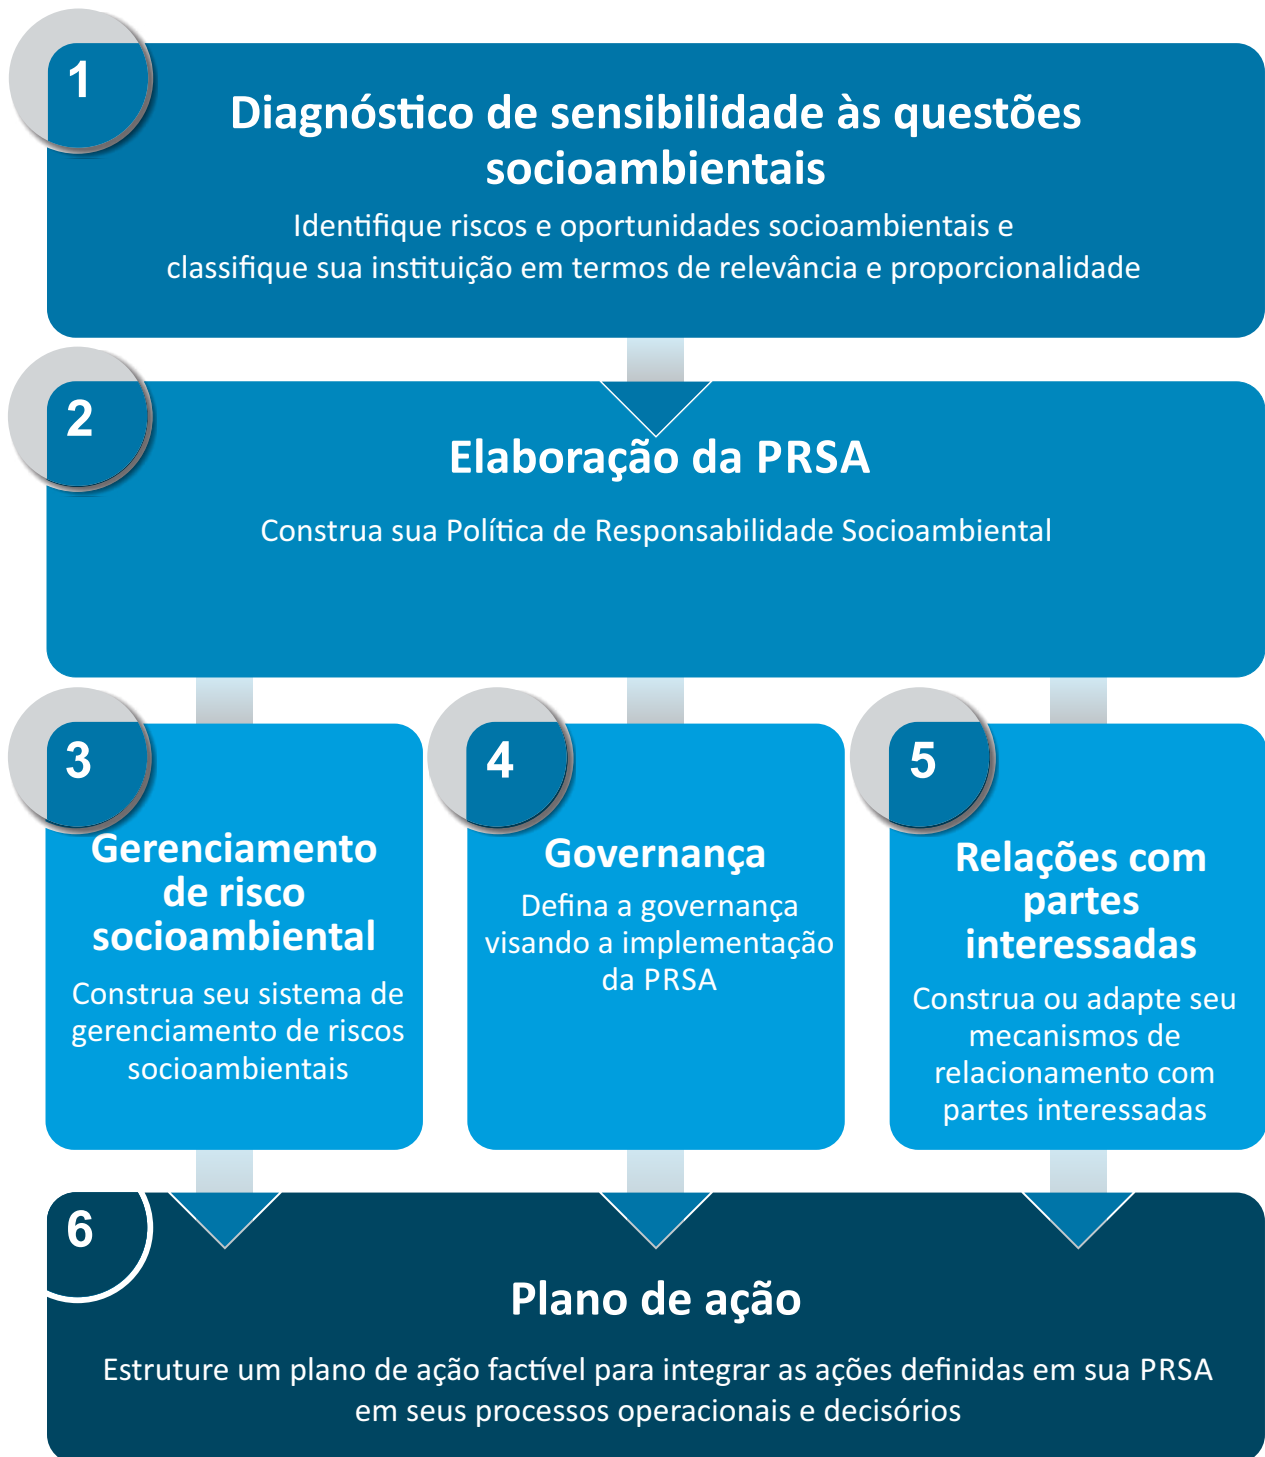 1
Diagnóstico de sensibilidade às questões
socioambientais
Identifique riscos e oportunidades socioambientais e
classifique sua instituição em termos de relevância e proporcionalidade
2
Elaboração da PRSA
Construa sua Política de Responsabilidade Socioambiental
3
Gerenciamento
de risco
socioambiental
Construa seu sistema de
gerenciamento de riscos
socioambientais
4
Governança
Defina a governança
visando a implementação
da PRSA
5
Relações com
partes
interessadas
Construa ou adapte seu
mecanismos de
relacionamento com
partes interessadas
6
Plano de ação
Estruture um plano de ação factível para integrar as ações definidas em sua PRSA
em seus processos operacionais e decisórios